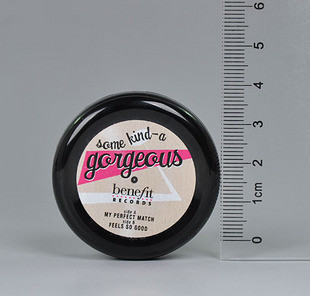 some kind-a
gorgeous
benefit
RECORDS
side A
MY PERFECT MATCH
side B
FEELS SO GOOD
6
5
4
3
2
1cm
0